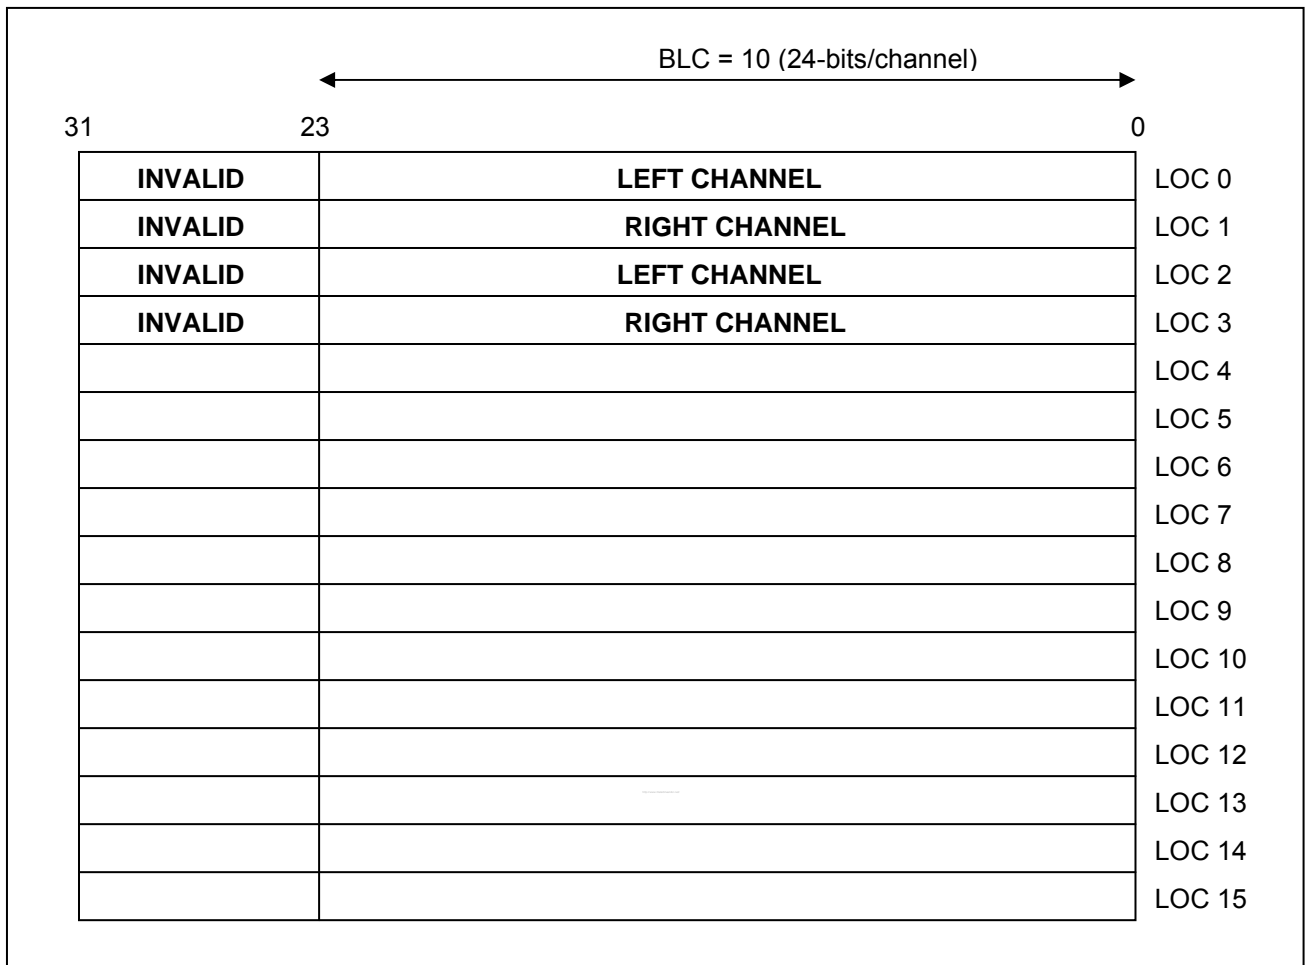 BLC = 10 (24-bits/channel)
31 23 0
INVALID LEFT CHANNEL LOC 0
INVALID RIGHT CHANNEL LOC 1
INVALID LEFT CHANNEL LOC 2
INVALID RIGHT CHANNEL LOC 3
LOC 4
LOC 5
LOC 6
LOC 7
LOC 8
LOC 9
LOC 10
LOC 11
LOC 12
LOC 13
LOC 14
LOC 15